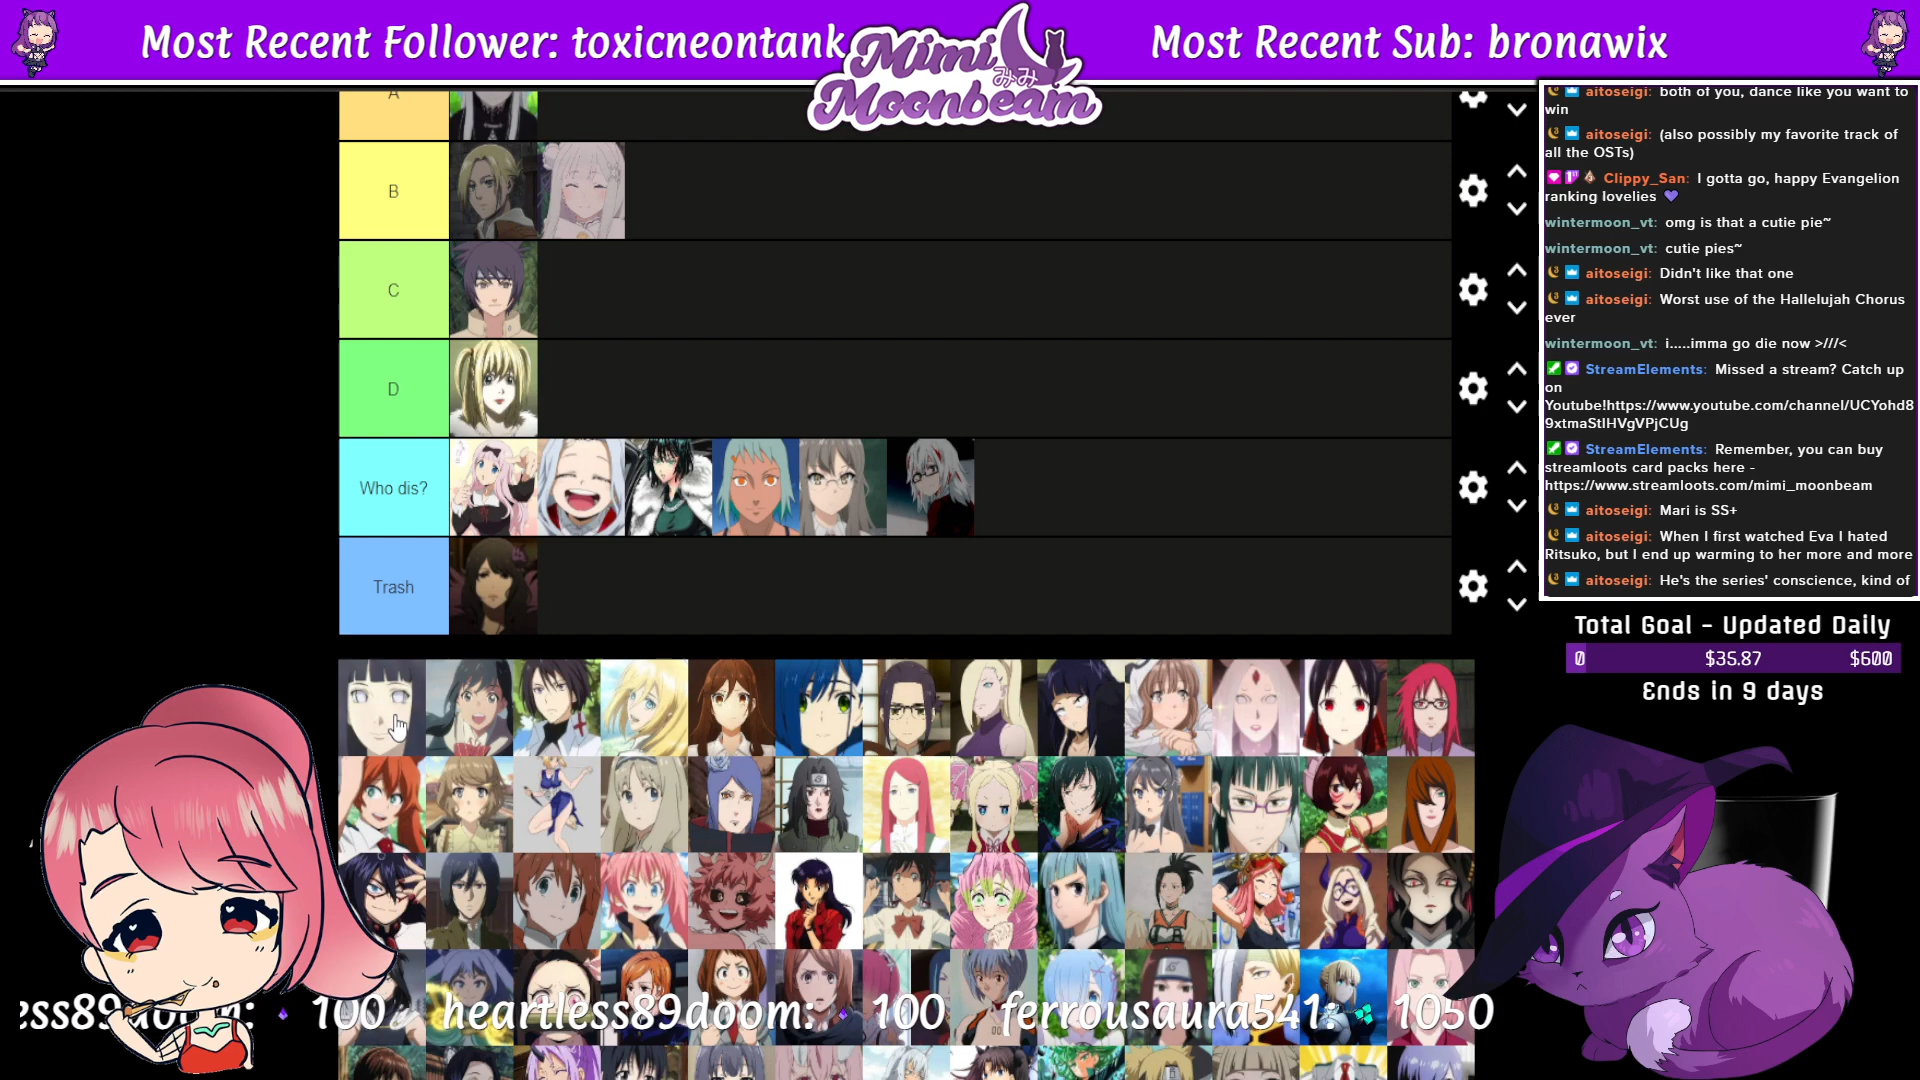 Most Recent Follower: toxicneontank
Mimi
みみ
Moonbeam
Most Recent Sub: bronawix
A
B
C
D
Who dis?
Trash
aitoseigi: both of you, dance like you want to
win
aitoseigi: (also possibly my favorite track of
all the OSTs)
Clippy_San: I gotta go, happy Evangelion
ranking lovelies 💜
wintermoon_vt: omg is that a cutie pie~
wintermoon_vt: cutie pies~
aitoseigi: Didn't like that one
aitoseigi: Worst use of the Hallelujah Chorus
ever
wintermoon_vt: i.....imma go die now >///<
StreamElements: Missed a stream? Catch up
on
Youtube!https://www.youtube.com/channel/UCYohd8
9xtmaStlHVgVPjCUg
StreamElements: Remember, you can buy
streamloots card packs here -
https://www.streamloots.com/mimi_moonbeam
aitoseigi: Mari is SS+
aitoseigi: When I first watched Eva I hated
Ritsuko, but I end up warming to her more and more
aitoseigi: He's the series' conscience, kind of
Total Goal - Updated Daily
0 $35.87 $600
Ends in 9 days
100 heartless89doom: 100 ferrousaura541: 1050